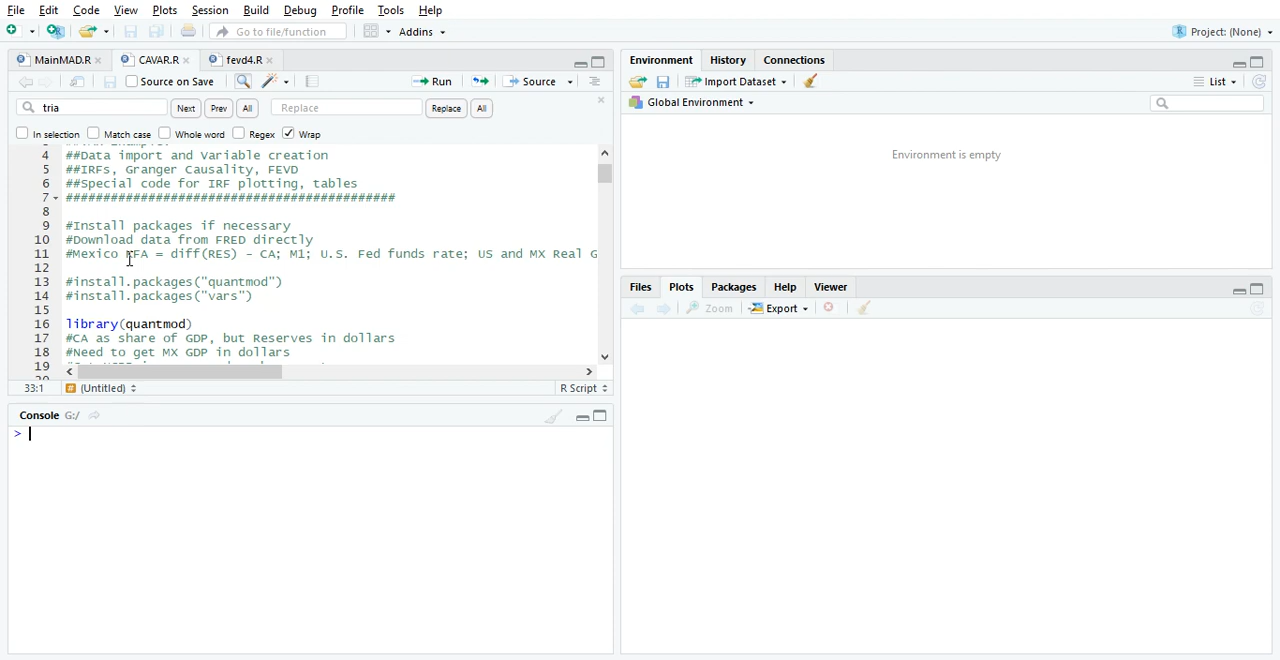 File Edit Code View Plots Session Build Debug Profile Tools Help
Go to file/function Addins Project: (None)
MainMAD.R CAVAR.R fevd4.R
Source on Save Run Source
tria Next Prev All Replace Replace All
In selection Match case Whole word Regex Wrap
4 ##Data import and Variable creation
5 ##IRFs, Granger Causality, FEVD
6 ##Special code for IRF plotting, tables
7 ############################################
8
9 #Install packages if necessary
10 #Download data from FRED directly
11 #Mexico = diff(RES) - CA; M1; U.S. Fed funds rate; US and MX Real G
12
13 #install.packages("quantmod")
14 #install.packages("vars")
15
16 library(quantmod)
17 #CA as share of GDP, but Reserves in dollars
18 #Need to get MX GDP in dollars
19
33:1 (Untitled) R Script
Console G:/
>
Environment History Connections
Import Dataset List
Global Environment
Environment is empty
Files Plots Packages Help Viewer
Zoom Export